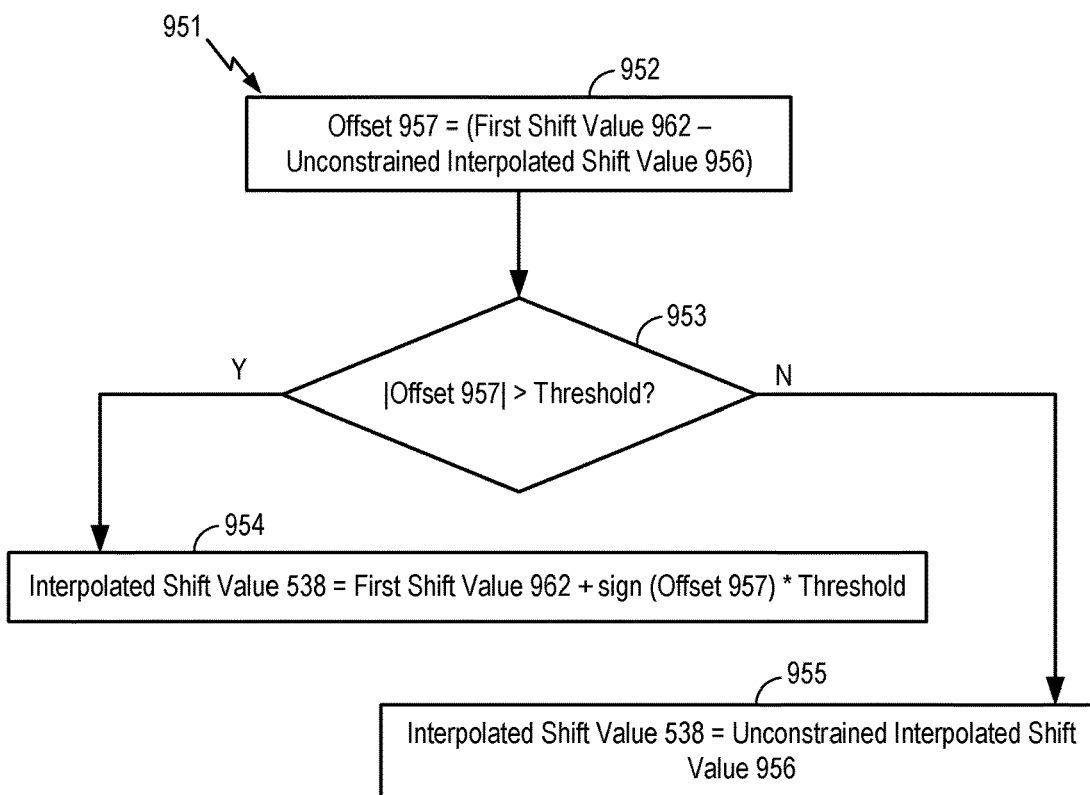 951
952
Offset 957 = (First Shift Value 962 –
Unconstrained Interpolated Shift Value 956)
953
Y
|Offset 957| > Threshold?
N
954
Interpolated Shift Value 538 = First Shift Value 962 + sign (Offset 957) * Threshold
955
Interpolated Shift Value 538 = Unconstrained Interpolated Shift
Value 956